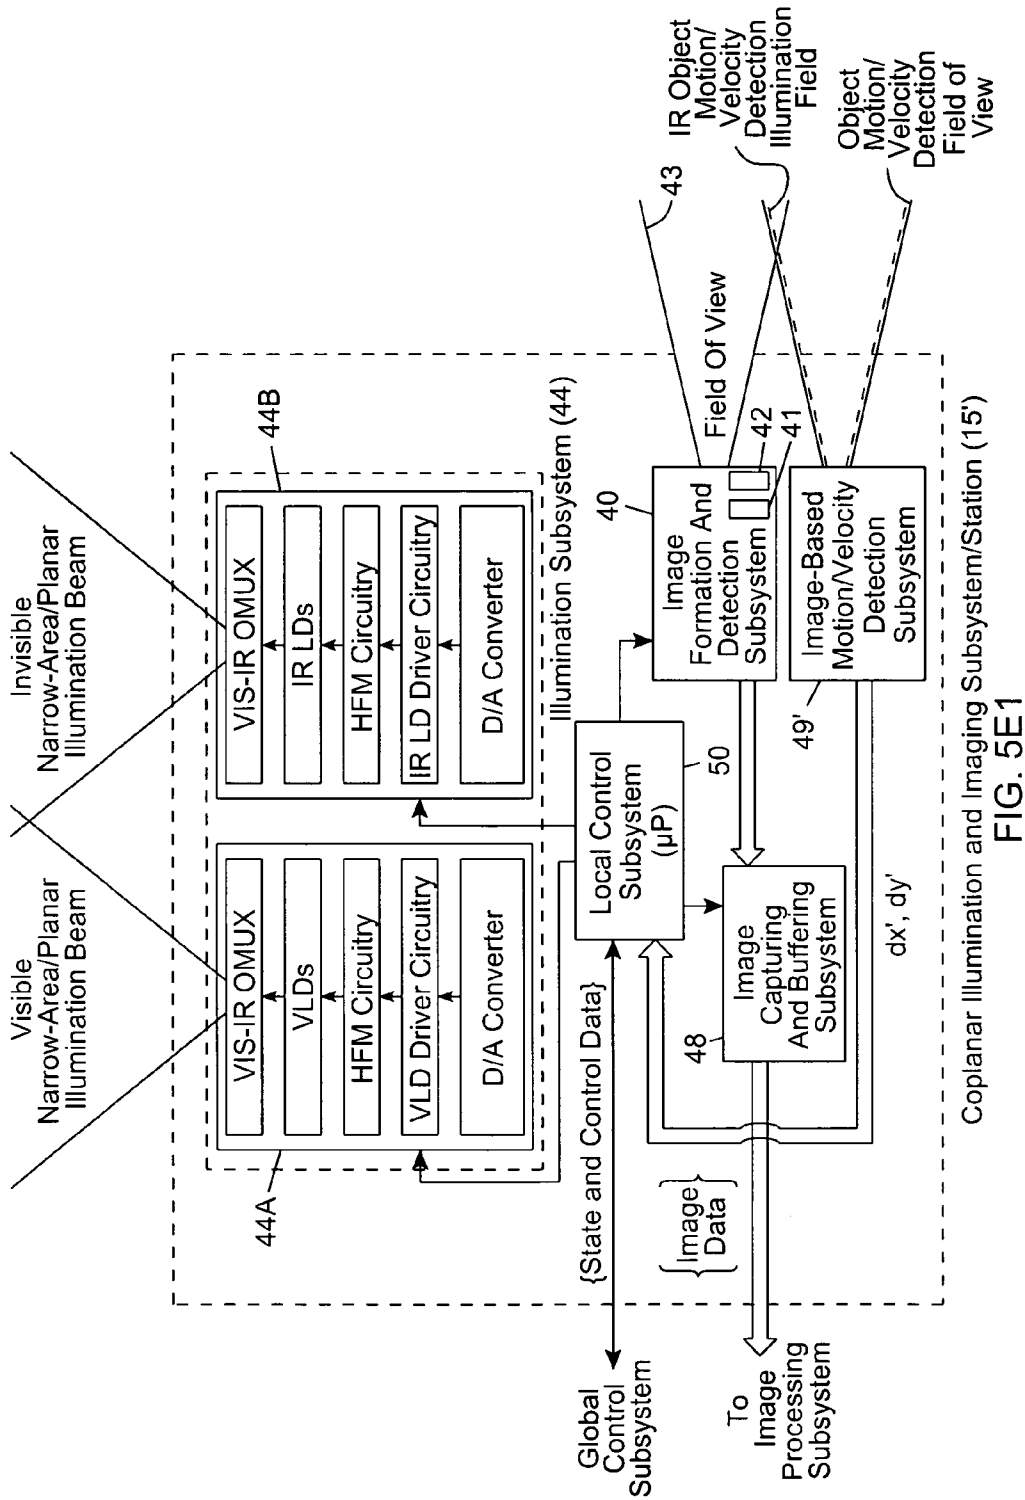 Visible
Narrow-Area/Planar
Illumination Beam
Invisible
Narrow-Area/Planar
Illumination Beam
44A
VIS-IR OMUX
VLDs
HFM Circuitry
VLD Driver Circuitry
D/A Converter
44B
VIS-IR OMUX
IR LDs
HFM Circuitry
IR LD Driver Circuitry
D/A Converter
Illumination Subsystem (44)
Global
Control
Subsystem
{State and Control Data}
Local Control
Subsystem
(µP)
50
40
Image
Formation And
Detection
Subsystem
42
41
Field Of View
43
IR Object
Motion/
Velocity
Detection
Illumination
Field
Object
Motion/
Velocity
Detection
Field of
View
To
Image
Processing
Subsystem
{Image
Data}
48
Image
Capturing
And Buffering
Subsystem
49'
Image-Based
Motion/Velocity
Detection
Subsystem
dx', dy'
Coplanar Illumination and Imaging Subsystem/Station (15')
FIG. 5E1